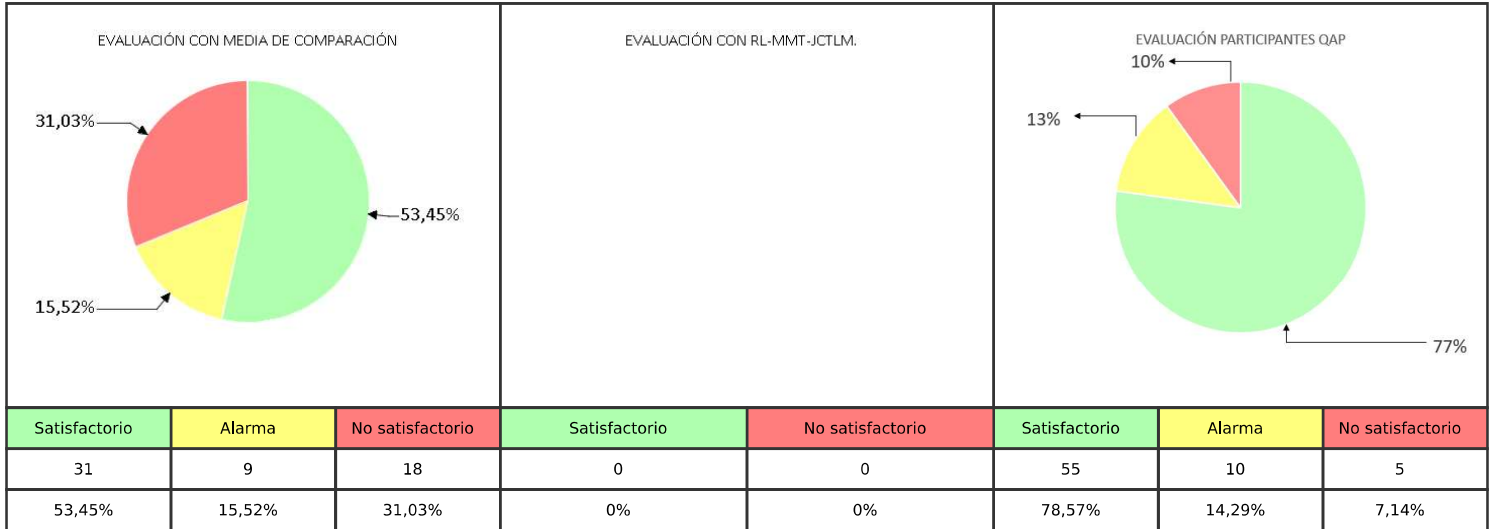 EVALUACIÓN CON MEDIA DE COMPARACIÓN
31,03%
53,45%
15,52%
EVALUACIÓN CON RL-MMT-JCTLM.
EVALUACIÓN PARTICIPANTES QAP
10%
13%
77%
Satisfactorio Alarma No satisfactorio Satisfactorio No satisfactorio Satisfactorio Alarma No satisfactorio
31 9 18 0 0 55 10 5
53,45% 15,52% 31,03% 0% 0% 78,57% 14,29% 7,14%